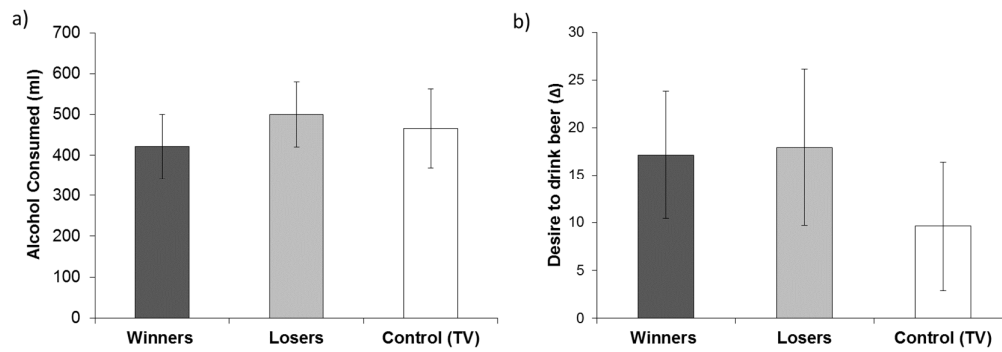 a)
Alcohol Consumed (ml)
700
600
500
400
300
200
100
0
Winners Losers Control (TV)
b)
Desire to drink beer (Δ)
30
25
20
15
10
5
0
Winners Losers Control (TV)